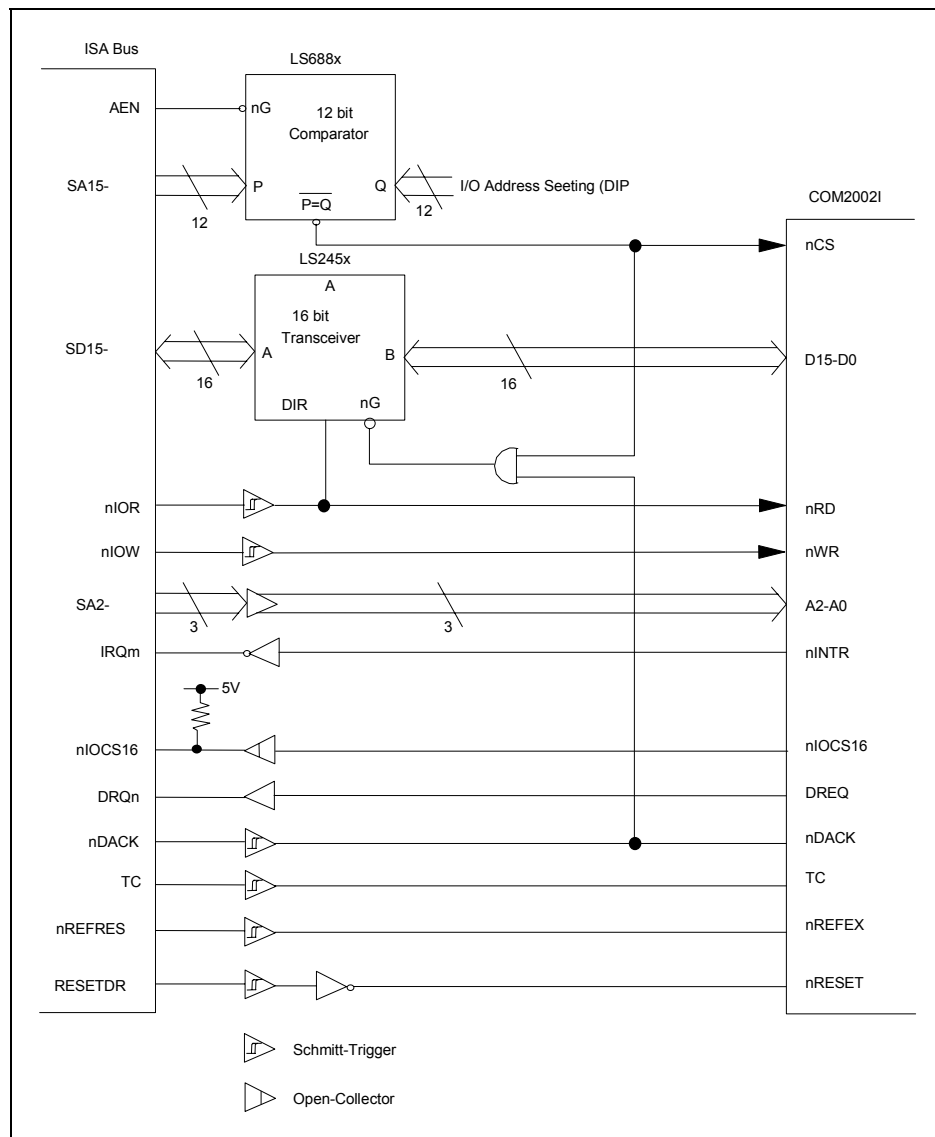 ISA Bus
LS688x
AEN
nG
12 bit
Comparator
SA15-
12
P
Q
P=Q
12
I/O Address Seeting (DIP
COM2002I
nCS
LS245x
A
16 bit
Transceiver
SD15-
16
A
B
16
D15-D0
DIR
nG
nIOR
nRD
nIOW
nWR
SA2-
3
3
A2-A0
IRQm
nINTR
5V
nIOCS16
nIOCS16
DRQn
DREQ
nDACK
nDACK
TC
TC
nREFRES
nREFEX
RESETDR
nRESET
Schmitt-Trigger
Open-Collector